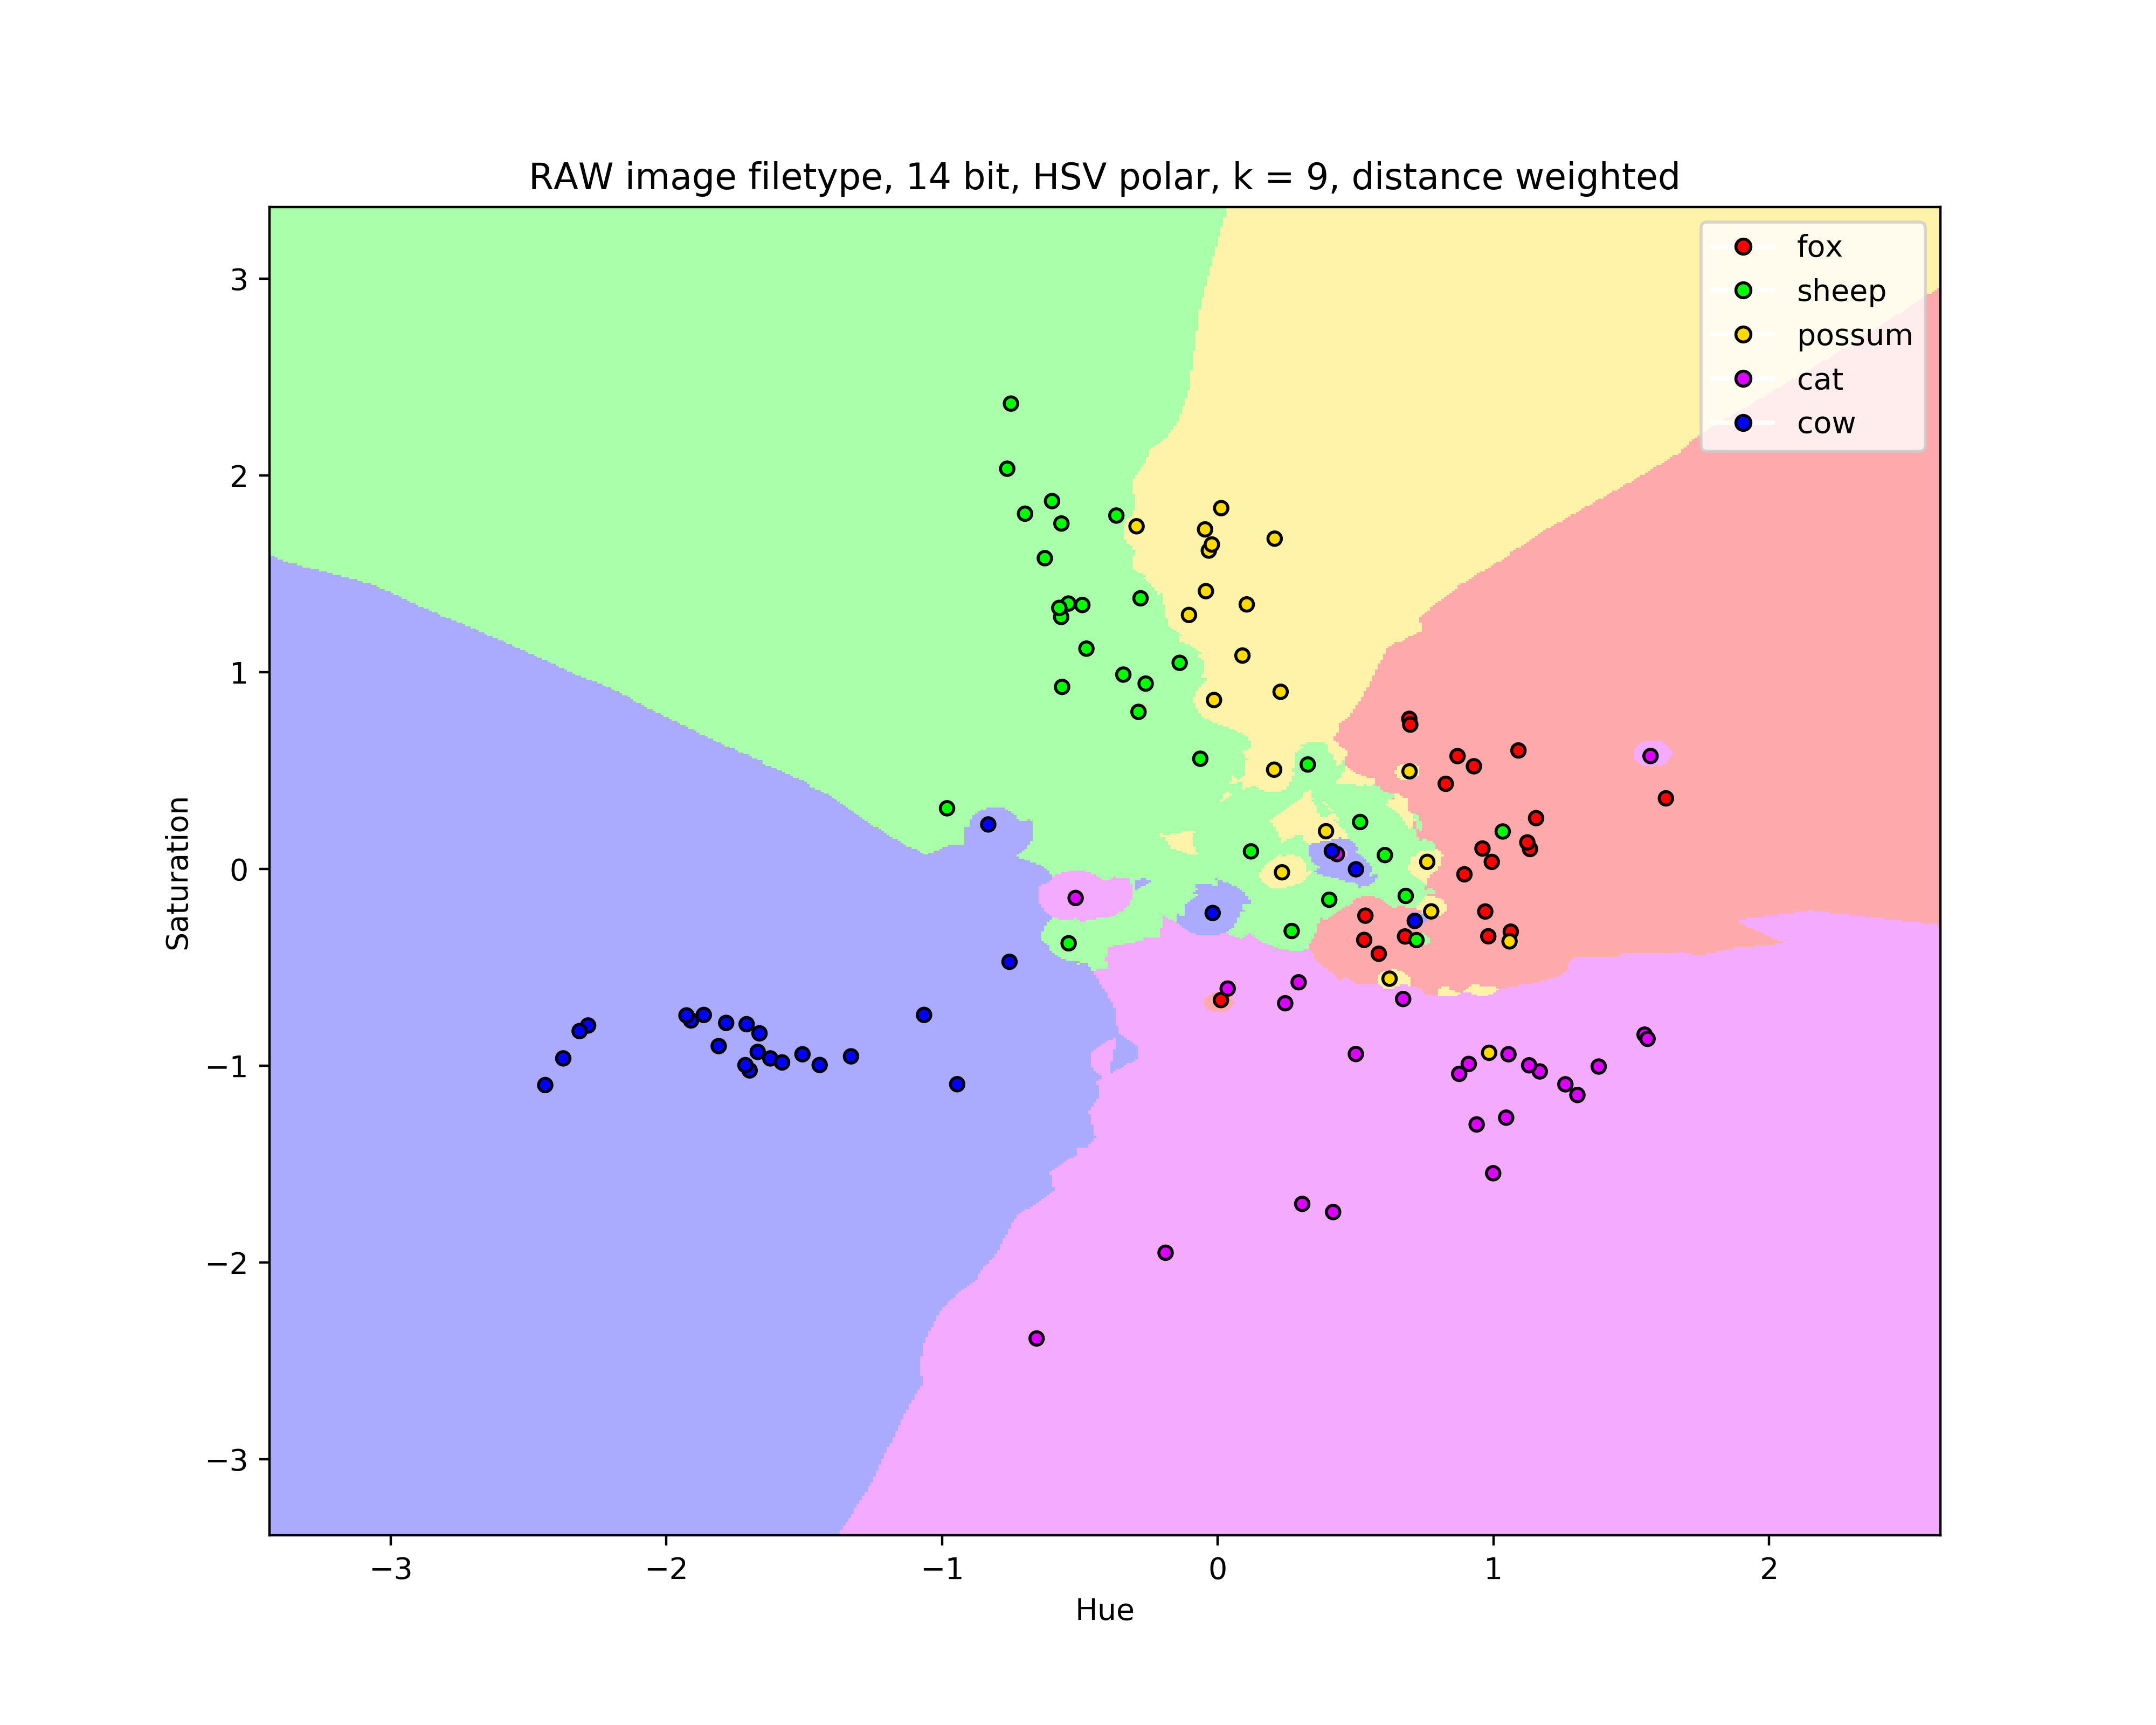 RAW image filetype, 14 bit, HSV polar, k = 9, distance weighted
fox
sheep
possum
cat
cow
3
2
1
0
−1
−2
−3
Saturation
−3
−2
−1
0
1
2
Hue